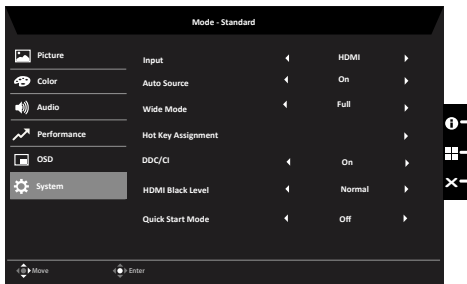 Mode - Standard
Picture
Color
Audio
Performance
OSD
System
Input HDMI
Auto Source On
Wide Mode Full
Hot Key Assignment
DDC/CI On
HDMI Black Level Normal
Quick Start Mode Off
Move Enter